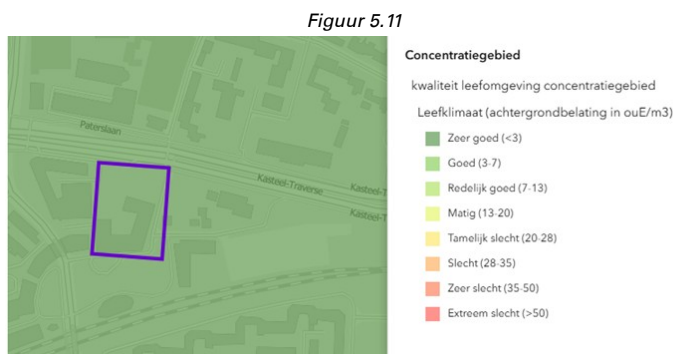 Figuur 5.11
Concentratiegebied
kwaliteit leefomgeving concentratiegebied
Leefklimaat (achtergrondbelating in ouE/m3)
Zeer goed (<3)
Goed (3-7)
Redelijk goed (7-13)
Matig (13-20)
Tamelijk slecht (20-28)
Slecht (28-35)
Zeer slecht (35-50)
Extreem slecht (>50)
Paterslaan
Kasteel-Traverse
Kasteel-T
Kasteel-T